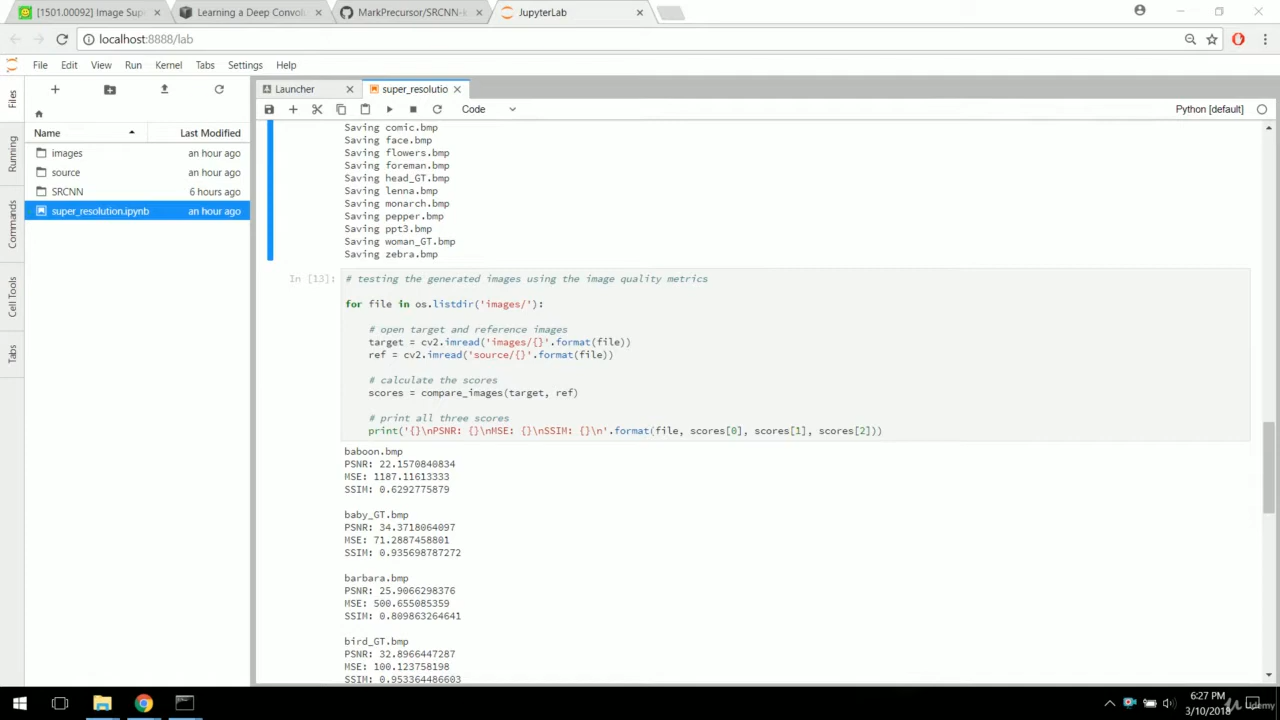 [1501.00092] Image Sup
Learning a Deep Convolu
MarkPrecursor/SRCNN-k
JupyterLab
localhost:8888/lab
File Edit View Run Kernel Tabs Settings Help
Launcher
super_resolutio
Code
Python [default]
Files
Running
Commands
Cell Tools
Tabs
Name
Last Modified
images an hour ago
source an hour ago
SRCNN 6 hours ago
super_resolution.ipynb an hour ago
Saving comic.bmp
Saving face.bmp
Saving flowers.bmp
Saving foreman.bmp
Saving head_GT.bmp
Saving lenna.bmp
Saving monarch.bmp
Saving pepper.bmp
Saving ppt3.bmp
Saving woman_GT.bmp
Saving zebra.bmp
In [13]:
# testing the generated images using the image quality metrics
for file in os.listdir('images/'):
# open target and reference images
target = cv2.imread('images/{}'.format(file))
ref = cv2.imread('source/{}'.format(file))
# calculate the scores
scores = compare_images(target, ref)
# print all three scores
print('{}\nPSNR: {}\nMSE: {}\nSSIM: {}\n'.format(file, scores[0], scores[1], scores[2]))
baboon.bmp
PSNR: 22.1570840834
MSE: 1187.11613333
SSIM: 0.6292775879
baby_GT.bmp
PSNR: 34.3718064097
MSE: 71.2887458801
SSIM: 0.935698787272
barbara.bmp
PSNR: 25.9066298376
MSE: 500.655085359
SSIM: 0.809863264641
bird_GT.bmp
PSNR: 32.8966447287
MSE: 100.123758198
SSIM: 0.953364486603
6:27 PM
3/10/2018
Udemy